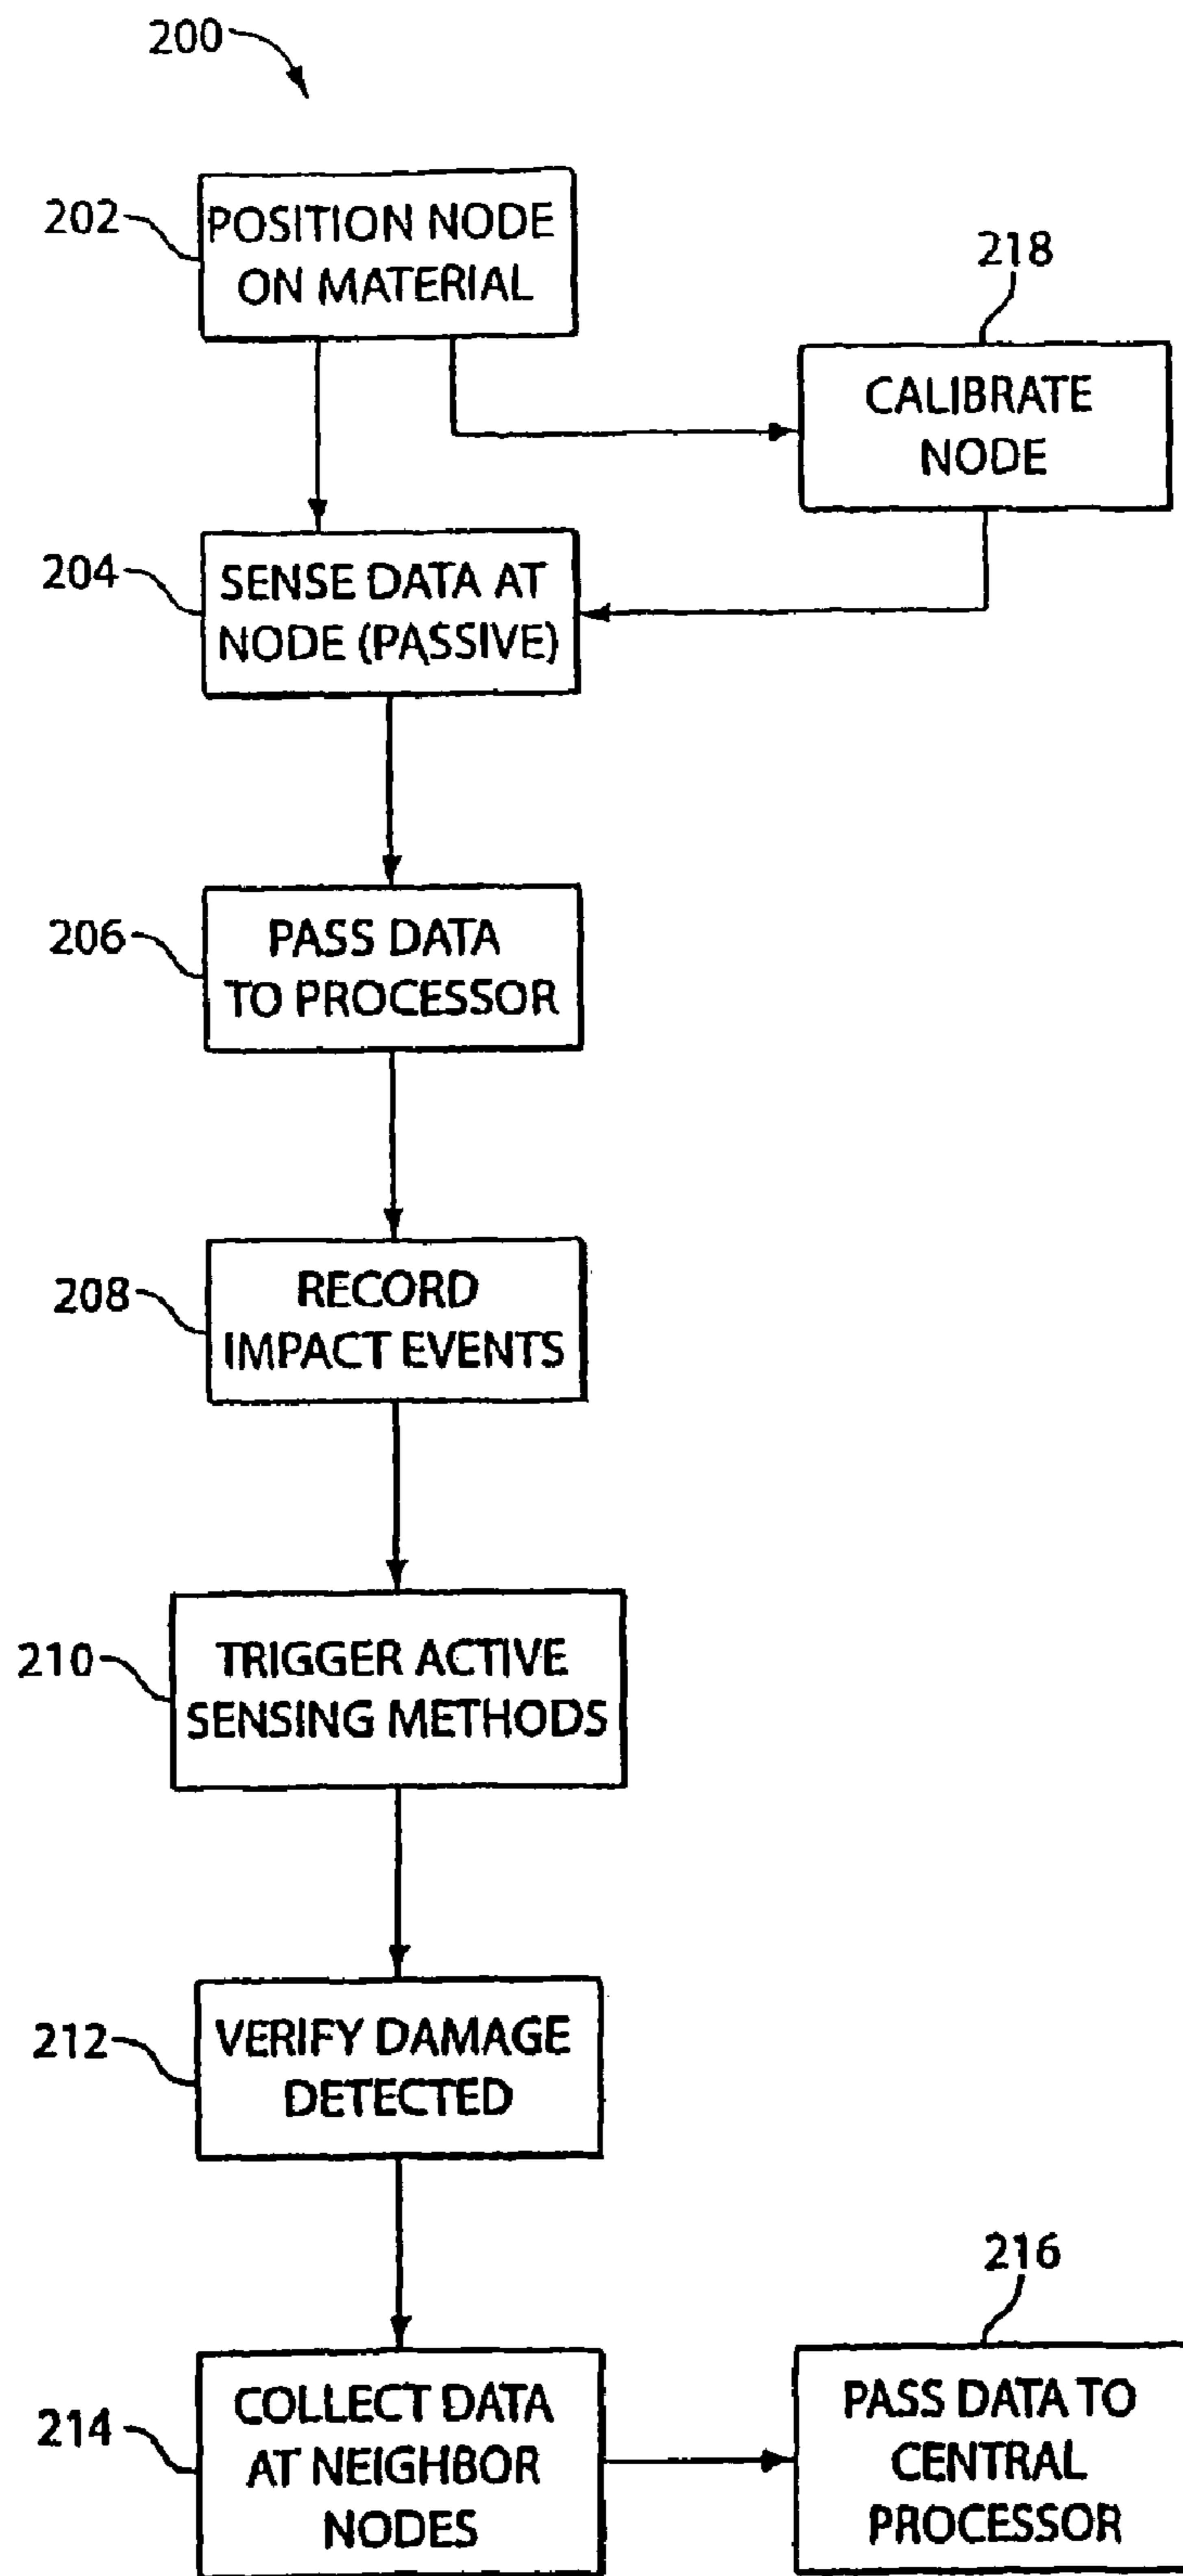 200
202
POSITION NODE
ON MATERIAL
218
CALIBRATE
NODE
204
SENSE DATA AT
NODE (PASSIVE)
206
PASS DATA
TO PROCESSOR
208
RECORD
IMPACT EVENTS
210
TRIGGER ACTIVE
SENSING METHODS
212
VERIFY DAMAGE
DETECTED
214
COLLECT DATA
AT NEIGHBOR
NODES
216
PASS DATA TO
CENTRAL
PROCESSOR